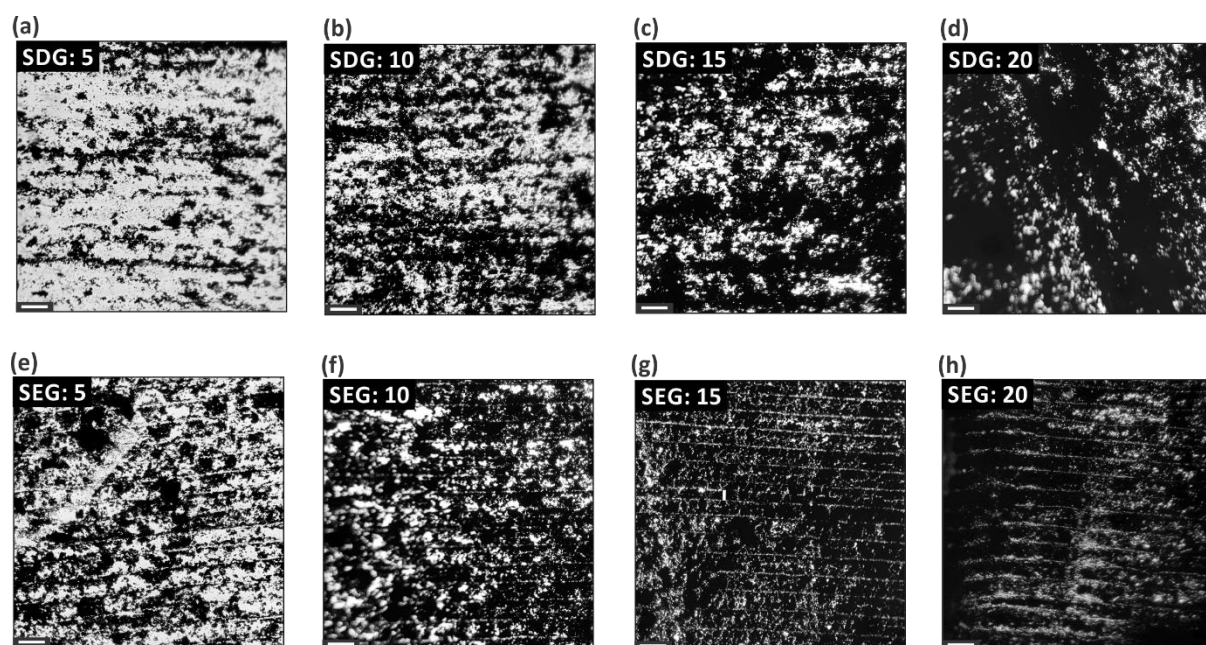 (a)
SDG: 5
(b)
SDG: 10
(c)
SDG: 15
(d)
SDG: 20
(e)
SEG: 5
(f)
SEG: 10
(g)
SEG: 15
(h)
SEG: 20